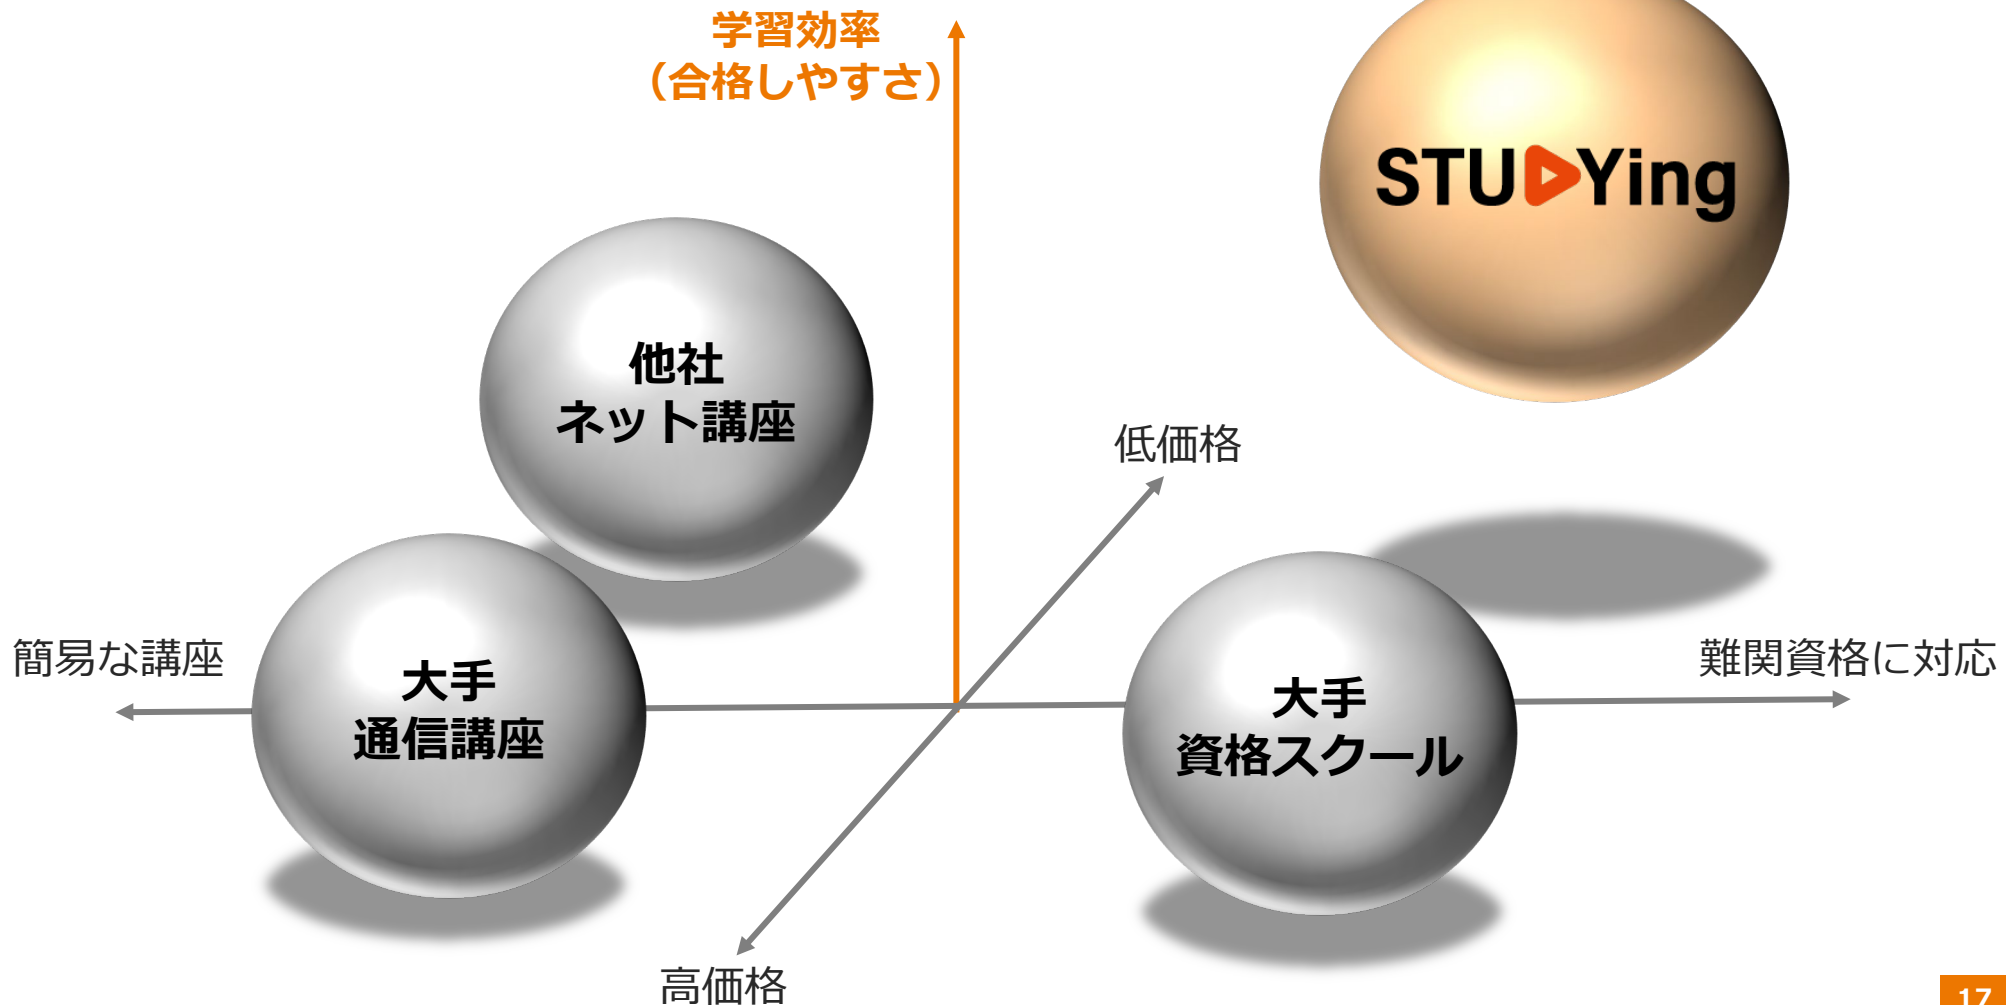 学習効率
（合格しやすさ）
STUDYing
他社
ネット講座
低価格
簡易な講座
難関資格に対応
大手
通信講座
大手
資格スクール
高価格
17